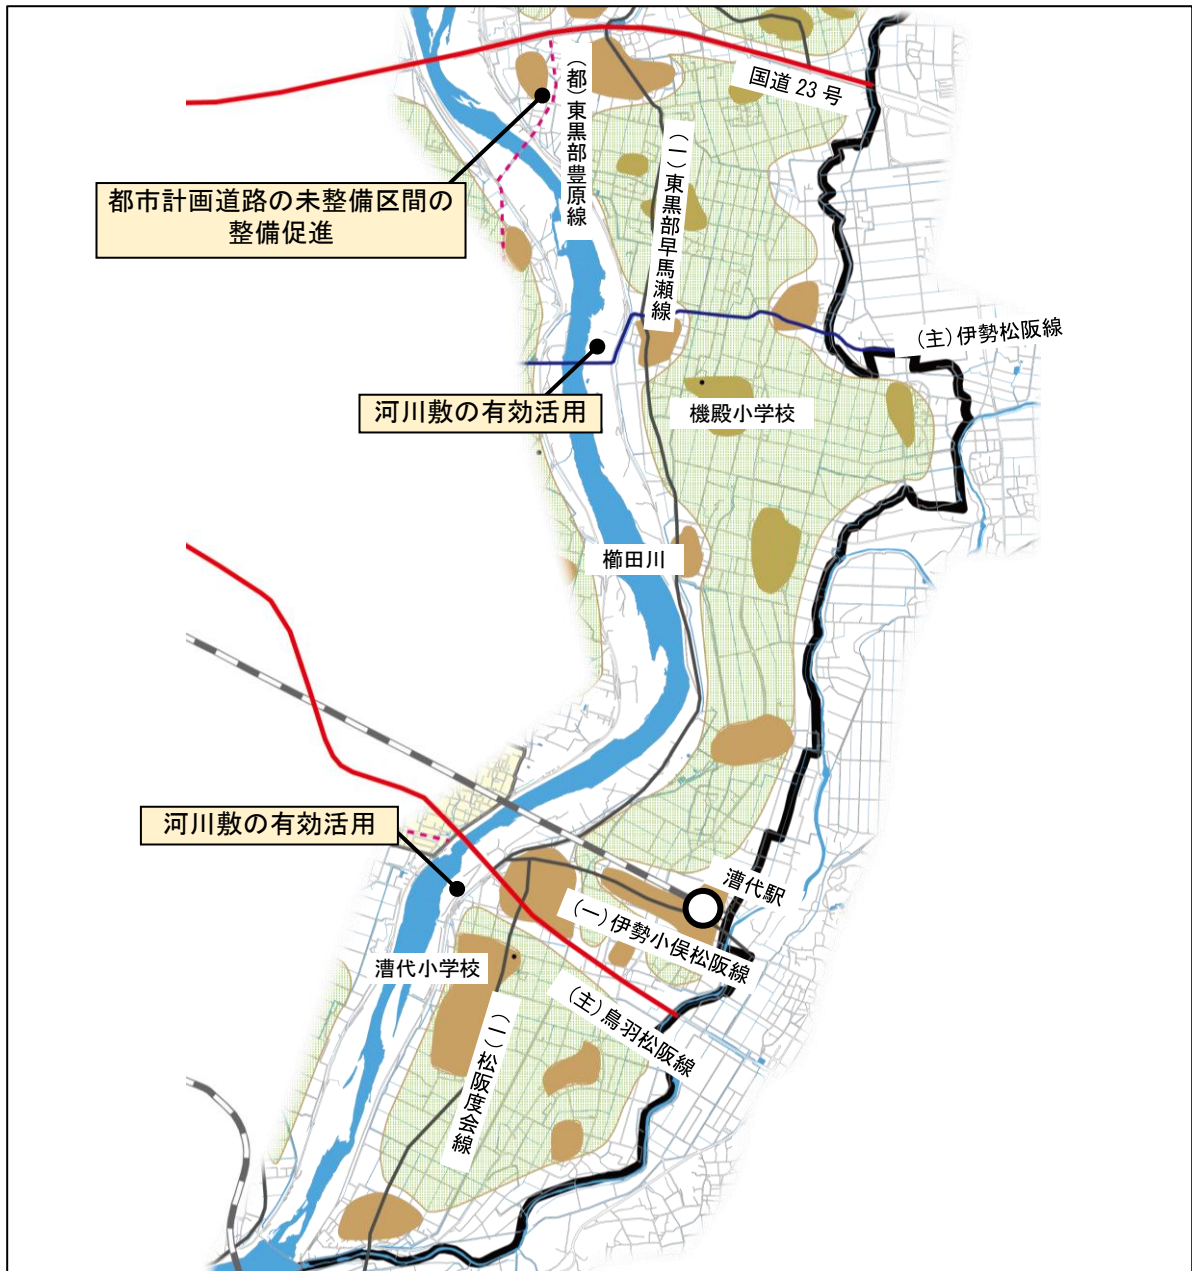 国道 23 号
(都)東黒部豊原線
(一)東黒部早馬瀬線
都市計画道路の未整備区間の
整備促進
(主)伊勢松阪線
河川敷の有効活用
機殿小学校
櫛田川
河川敷の有効活用
漕代駅
(一)伊勢小俣松阪線
漕代小学校
(主)鳥羽松阪線
(一)松阪度会線